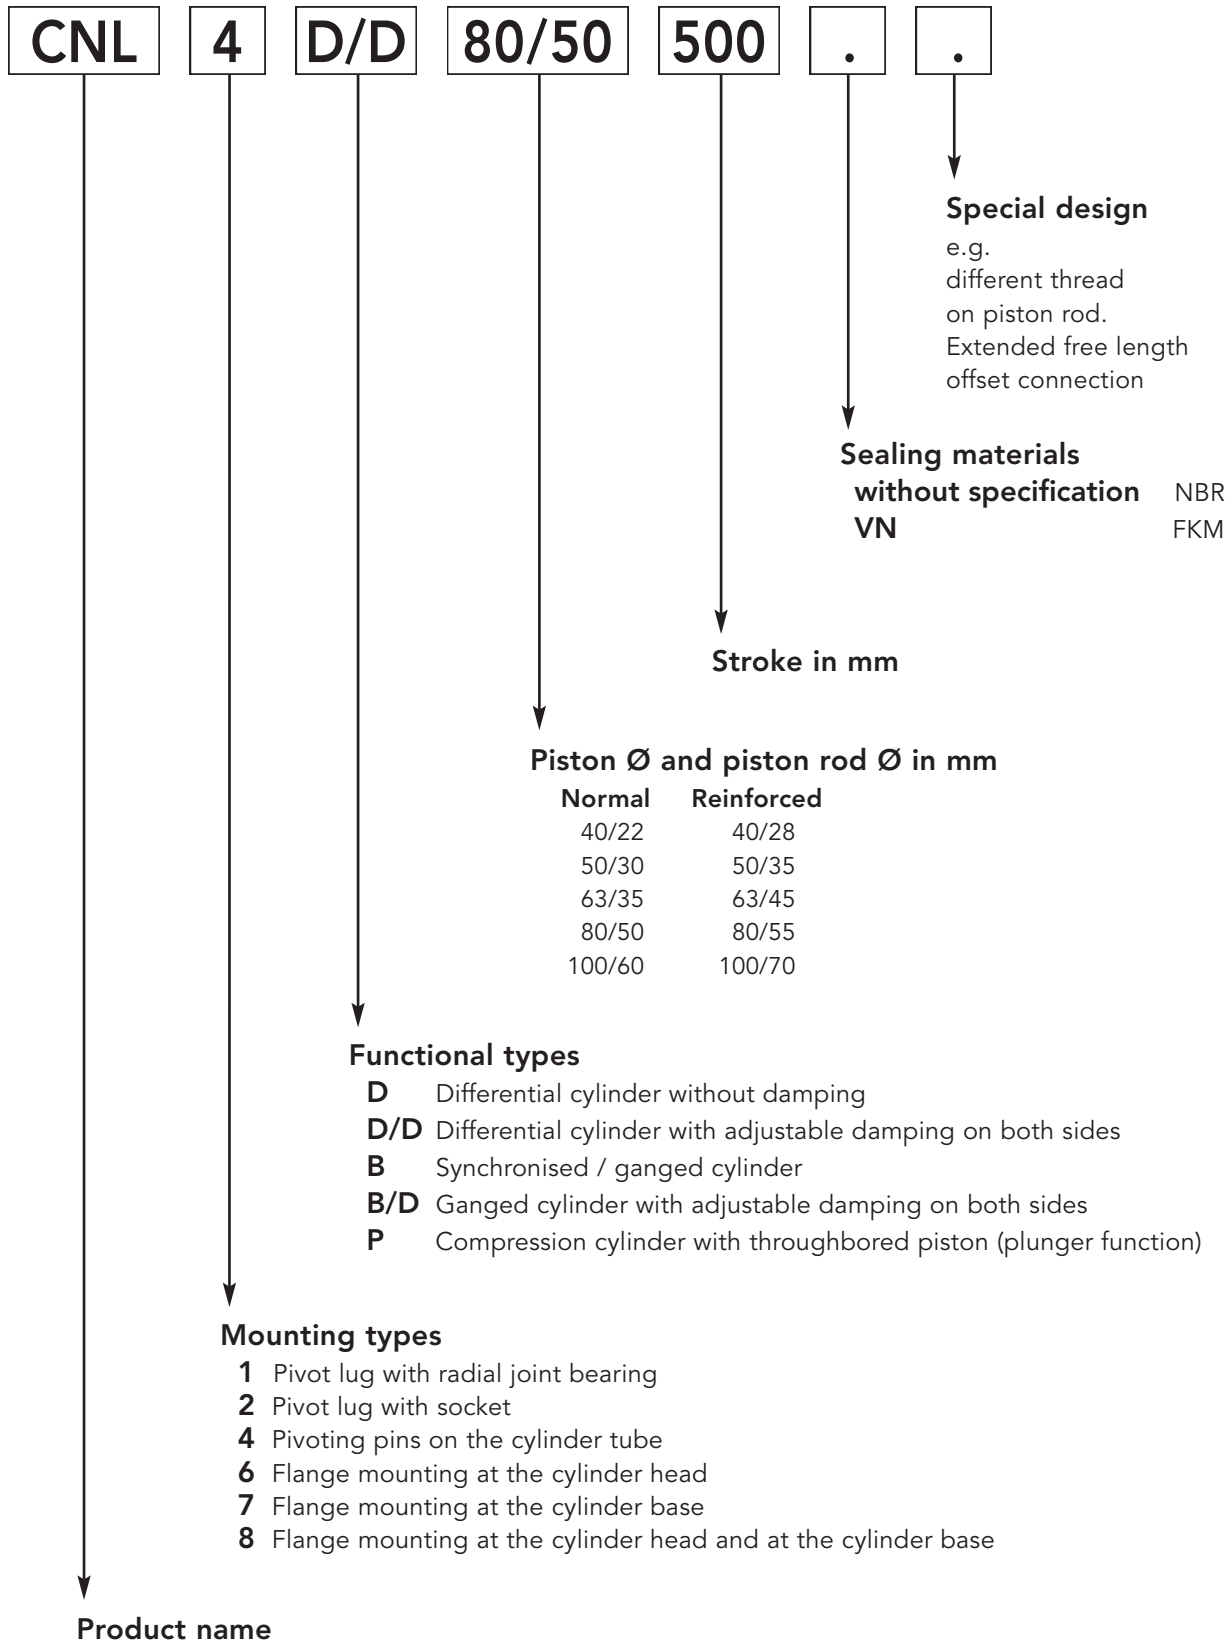 CNL 4 D/D 80/50 500 . .
Special design
e.g.
different thread
on piston rod.
Extended free length
offset connection
Sealing materials
without specification NBR
VN FKM
Stroke in mm
Piston Ø and piston rod Ø in mm
Normal Reinforced
40/22 40/28
50/30 50/35
63/35 63/45
80/50 80/55
100/60 100/70
Functional types
D Differential cylinder without damping
D/D Differential cylinder with adjustable damping on both sides
B Synchronised / ganged cylinder
B/D Ganged cylinder with adjustable damping on both sides
P Compression cylinder with throughbored piston (plunger function)
Mounting types
1 Pivot lug with radial joint bearing
2 Pivot lug with socket
4 Pivoting pins on the cylinder tube
6 Flange mounting at the cylinder head
7 Flange mounting at the cylinder base
8 Flange mounting at the cylinder head and at the cylinder base
Product name